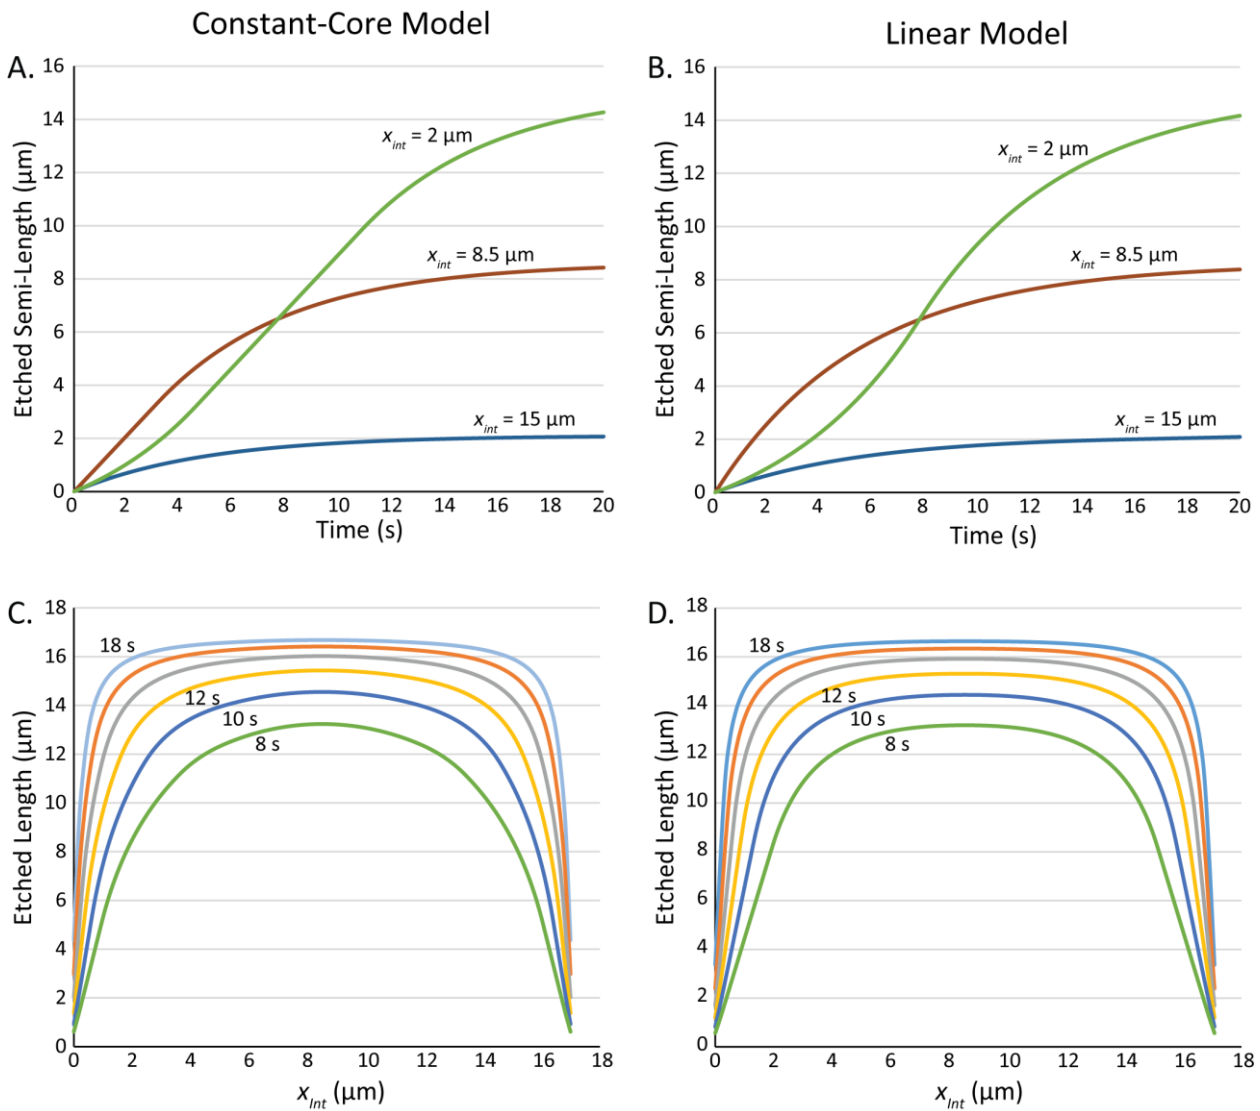 Constant-Core Model
Linear Model
A.
Etched Semi-Length (µm)
16
14
12
10
8
6
4
2
0
x_int = 2 µm
x_int = 8.5 µm
x_int = 15 µm
0 2 4 6 8 10 12 14 16 18 20
Time (s)
B.
Etched Semi-Length (µm)
16
14
12
10
8
6
4
2
0
x_int = 2 µm
x_int = 8.5 µm
x_int = 15 µm
0 2 4 6 8 10 12 14 16 18 20
Time (s)
C.
Etched Length (µm)
18
16
14
12
10
8
6
4
2
0
18 s
12 s
10 s
8 s
0 2 4 6 8 10 12 14 16 18
x_Int (µm)
D.
Etched Length (µm)
18
16
14
12
10
8
6
4
2
0
18 s
12 s
10 s
8 s
0 2 4 6 8 10 12 14 16 18
x_Int (µm)